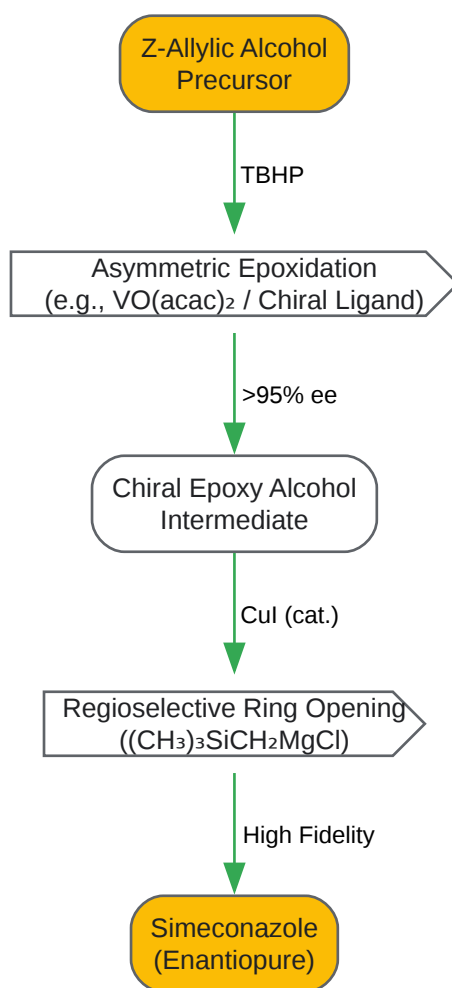 Z-Allylic Alcohol
Precursor
TBHP
Asymmetric Epoxidation
(e.g., VO(acac)₂ / Chiral Ligand)
>95% ee
Chiral Epoxy Alcohol
Intermediate
CuI (cat.)
Regioselective Ring Opening
((CH₃)₃SiCH₂MgCl)
High Fidelity
Simeconazole
(Enantiopure)